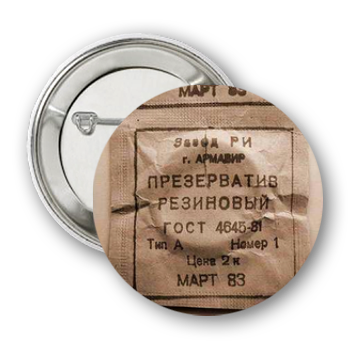 МАРТ 83
Завод РИ
г. АРМАВИР
ПРЕЗЕРВАТИВ
РЕЗИНОВЫЙ
ГОСТ 4645-81
Тип А Номер 1
Цена 2 к
МАРТ 83